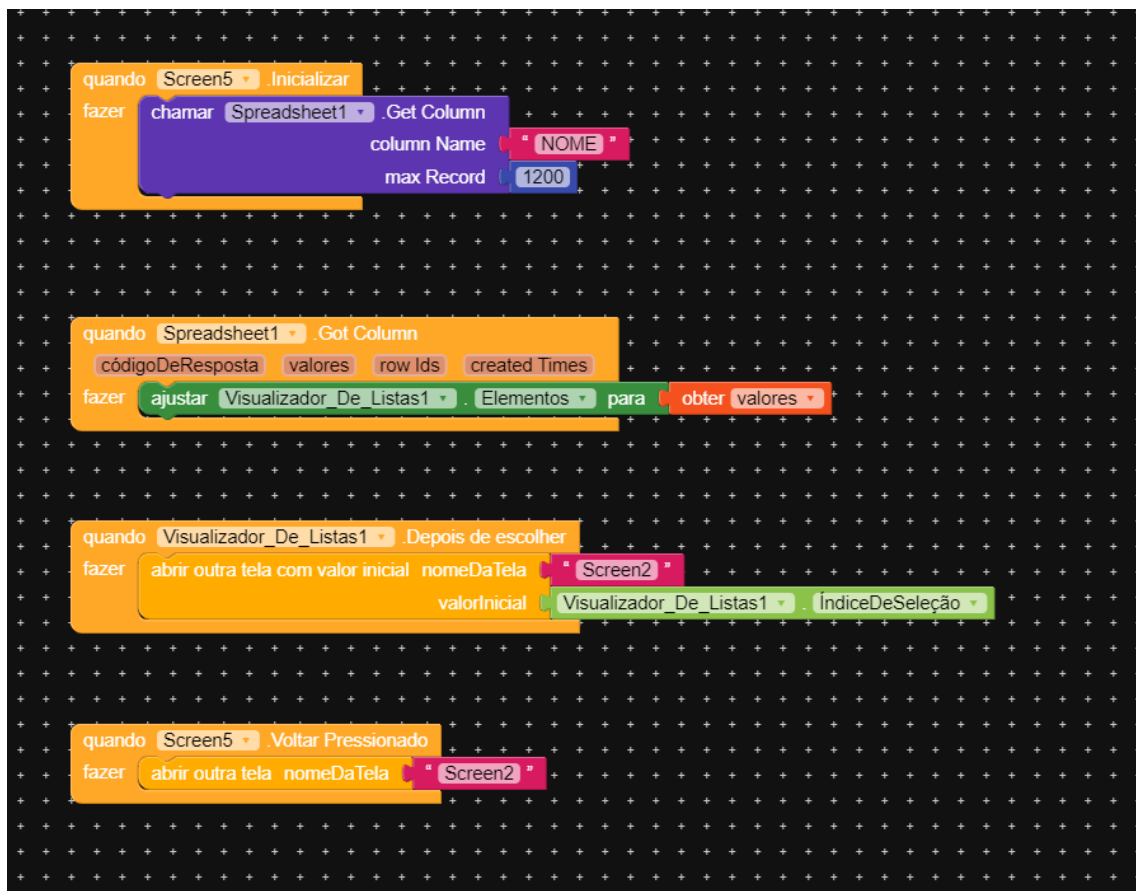 quando Screen5 .Inicializar
fazer chamar Spreadsheet1 .Get Column
column Name " NOME "
max Record 1200
quando Spreadsheet1 .Got Column
códigoDeResposta valores row Ids created Times
fazer ajustar Visualizador_De_Listas1 . Elementos para obter valores
quando Visualizador_De_Listas1 .Depois de escolher
fazer abrir outra tela com valor inicial nomeDaTela " Screen2 "
valorInicial Visualizador_De_Listas1 . ÍndiceDeSeleção
quando Screen5 .Voltar Pressionado
fazer abrir outra tela nomeDaTela " Screen2 "